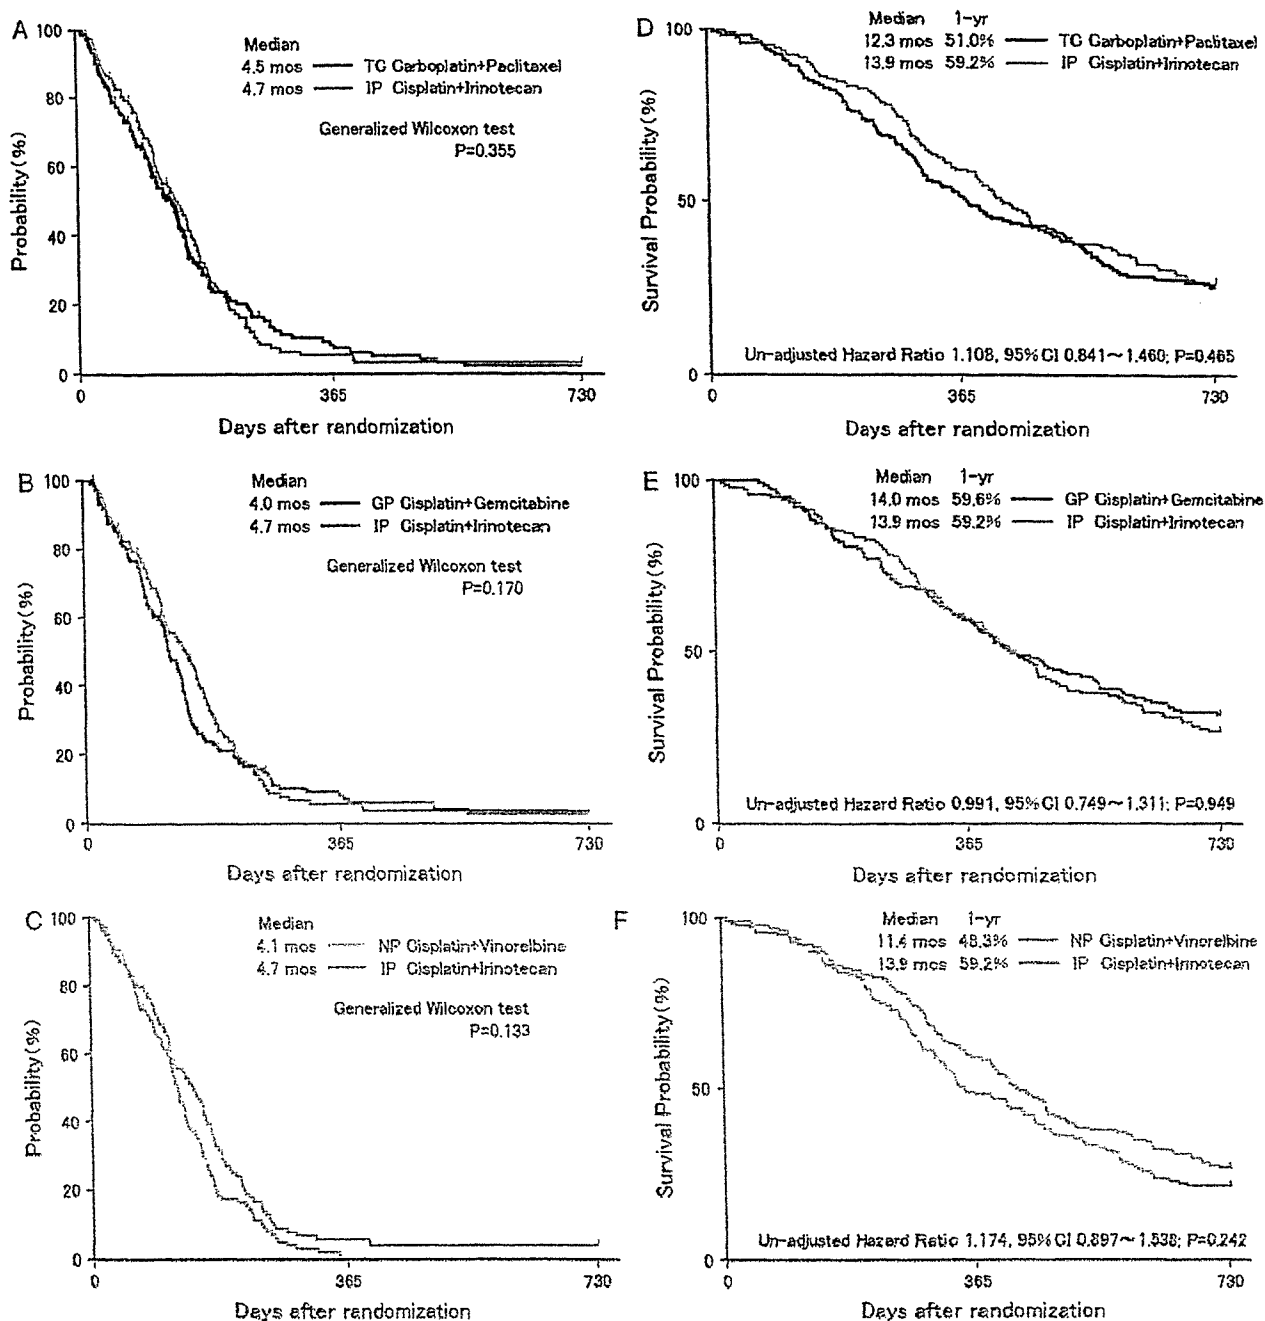 A
Median
4.5 mos TC Carboplatin+Paclitaxel
4.7 mos IP Cisplatin+Irinotecan
Generalized Wilcoxon test
P=0.355
Probability(%)
100
80
60
40
20
0
0 365 730
Days after randomization
D
Median 1-yr
12.3 mos 51.0% TC Carboplatin+Paclitaxel
13.9 mos 59.2% IP Cisplatin+Irinotecan
Survival Probability(%)
100
50
0
Un-adjusted Hazard Ratio 1.108, 95%CI 0.841~1.460; P=0.465
0 365 730
Days after randomization
B
Median
4.0 mos GP Cisplatin+Gemcitabine
4.7 mos IP Cisplatin+Irinotecan
Generalized Wilcoxon test
P=0.170
Probability(%)
100
80
60
40
20
0
0 365 730
Days after randomization
E
Median 1-yr
14.0 mos 59.6% GP Cisplatin+Gemcitabine
13.9 mos 59.2% IP Cisplatin+Irinotecan
Survival Probability(%)
100
50
0
Un-adjusted Hazard Ratio 0.991, 95%CI 0.749~1.311; P=0.949
0 365 730
Days after randomization
C
Median
4.1 mos NP Cisplatin+Vinorelbine
4.7 mos IP Cisplatin+Irinotecan
Generalized Wilcoxon test
P=0.133
Probability(%)
100
80
60
40
20
0
0 365 730
Days after randomization
F
Median 1-yr
11.4 mos 48.3% NP Cisplatin+Vinorelbine
13.9 mos 59.2% IP Cisplatin+Irinotecan
Survival Probability(%)
100
50
0
Un-adjusted Hazard Ratio 1.174, 95%CI 0.897~1.538; P=0.242
0 365 730
Days after randomization